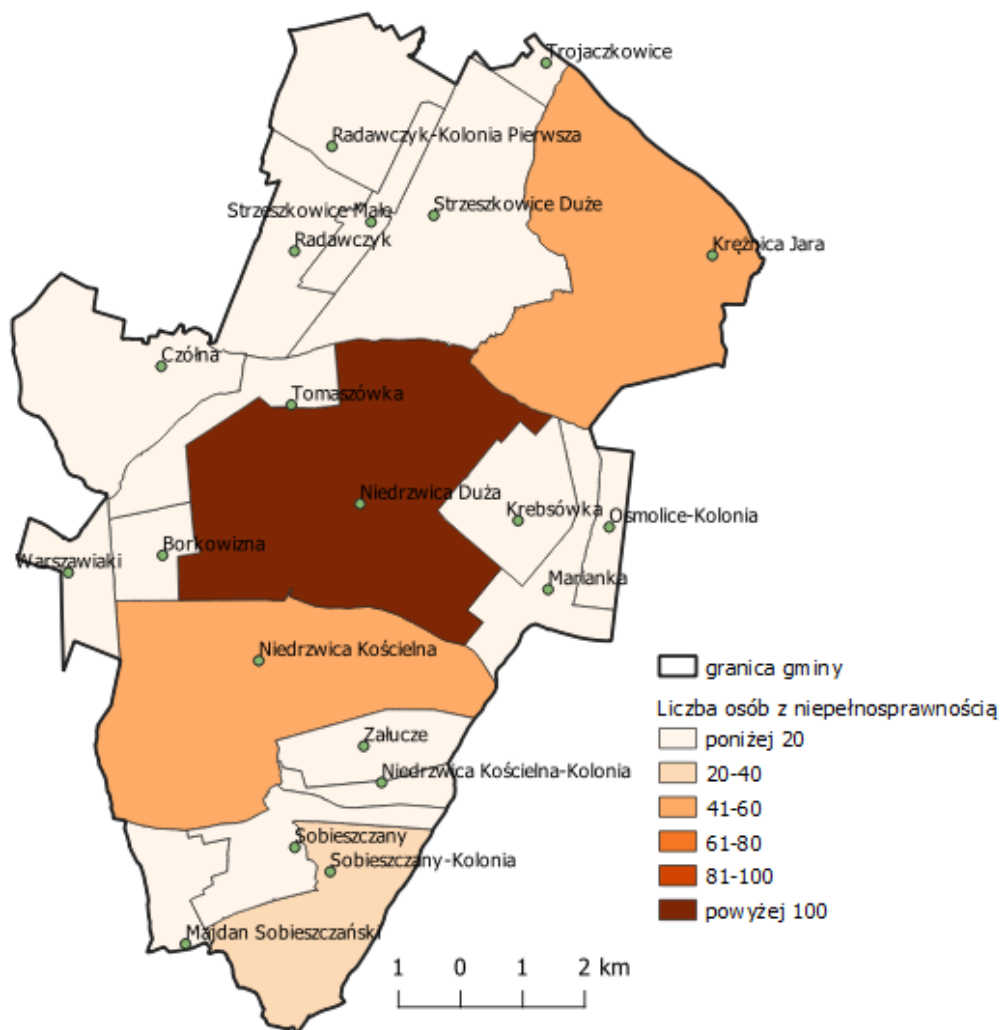 Trojaczkowice
Radawczyk-Kolonia Pierwsza
Strzeszkowice Małe
Strzeszkowice Duże
Radawczyk
Krężnica Jara
Czółna
Tomaszówka
Niedrzwica Duża
Krebsówka
Osmolice-Kolonia
Borkowizna
Warszawiaki
Marianka
Niedrzwica Kościelna
granica gminy
Liczba osób z niepełnosprawnością
Załucze
poniżej 20
Niedrzwica Kościelna-Kolonia
20-40
41-60
Sobieszczany
61-80
Sobieszczany-Kolonia
81-100
powyżej 100
Majdan Sobieszczański
1 0 1 2 km